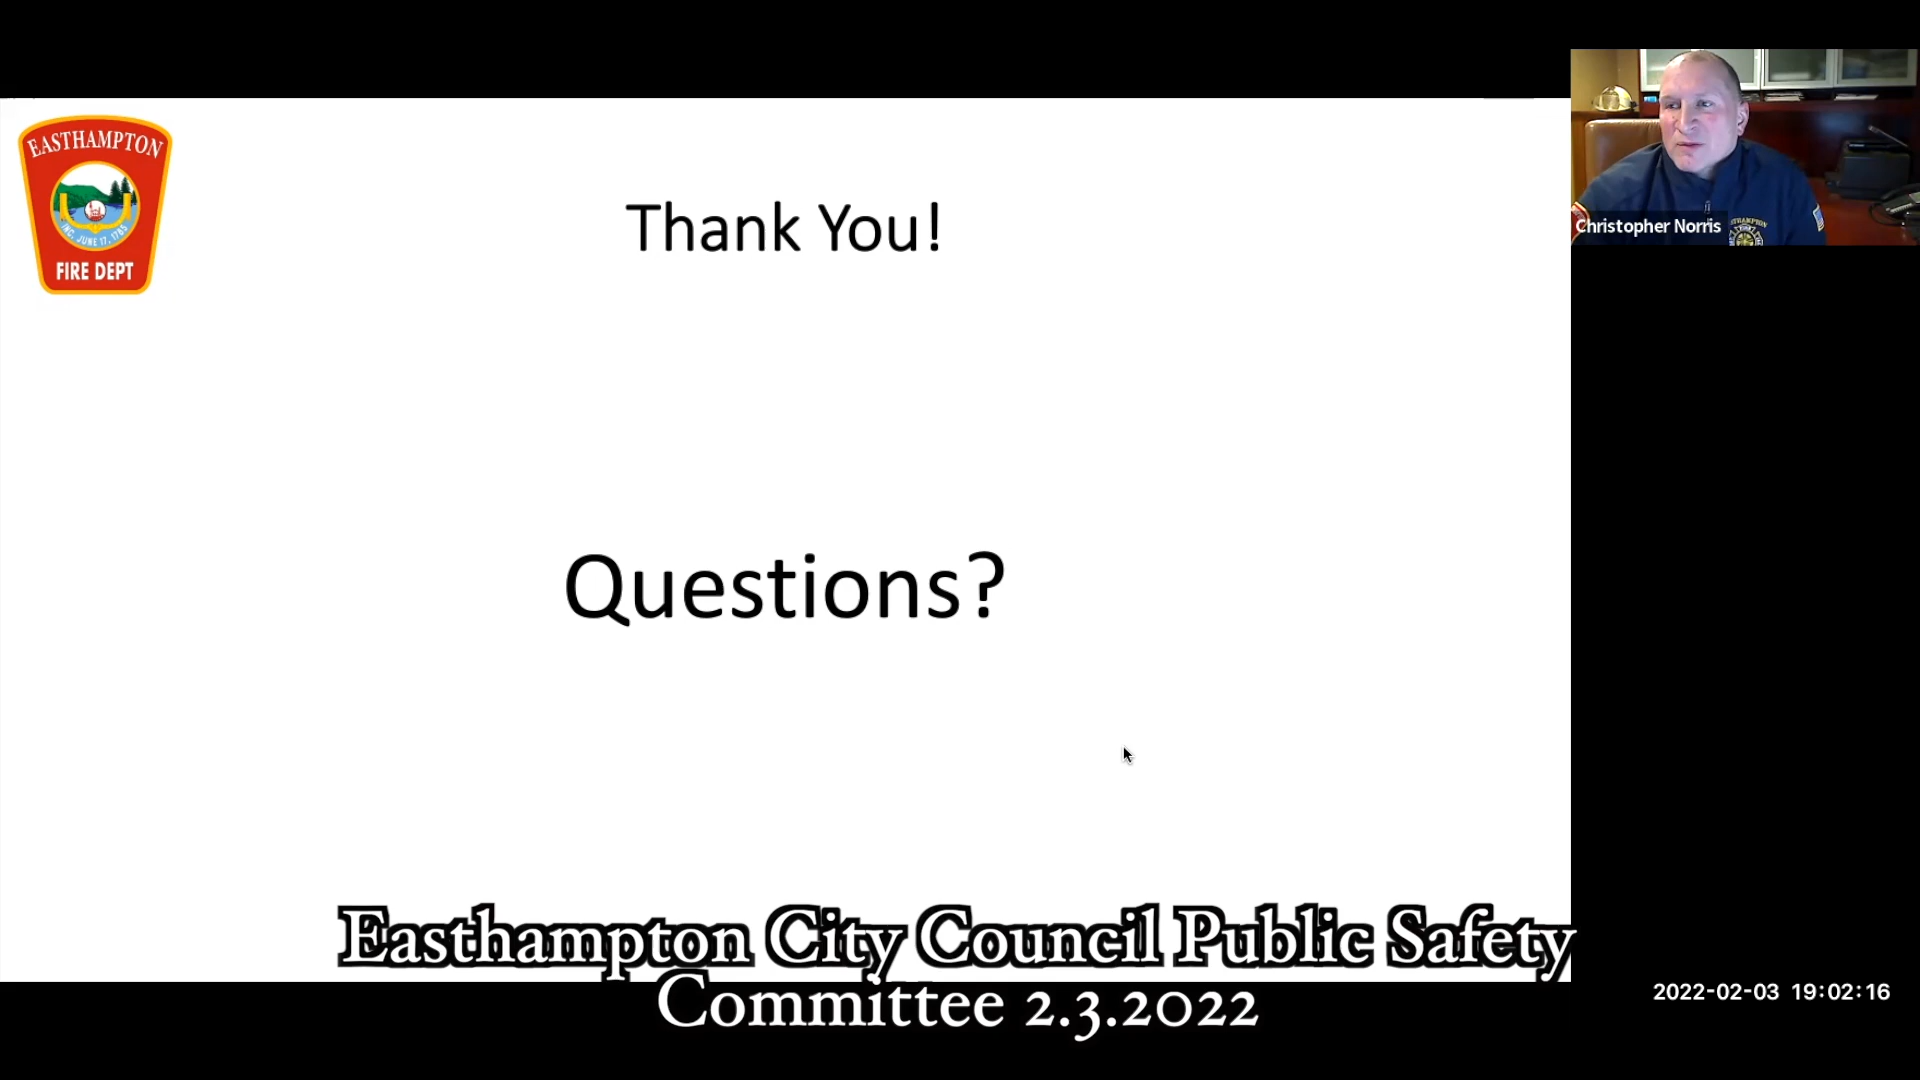 EASTHAMPTON
INC. JUNE 17, 1785
FIRE DEPT
Thank You!
Questions?
Christopher Norris
Easthampton City Council Public Safety
Committee 2.3.2022
2022-02-03 19:02:16